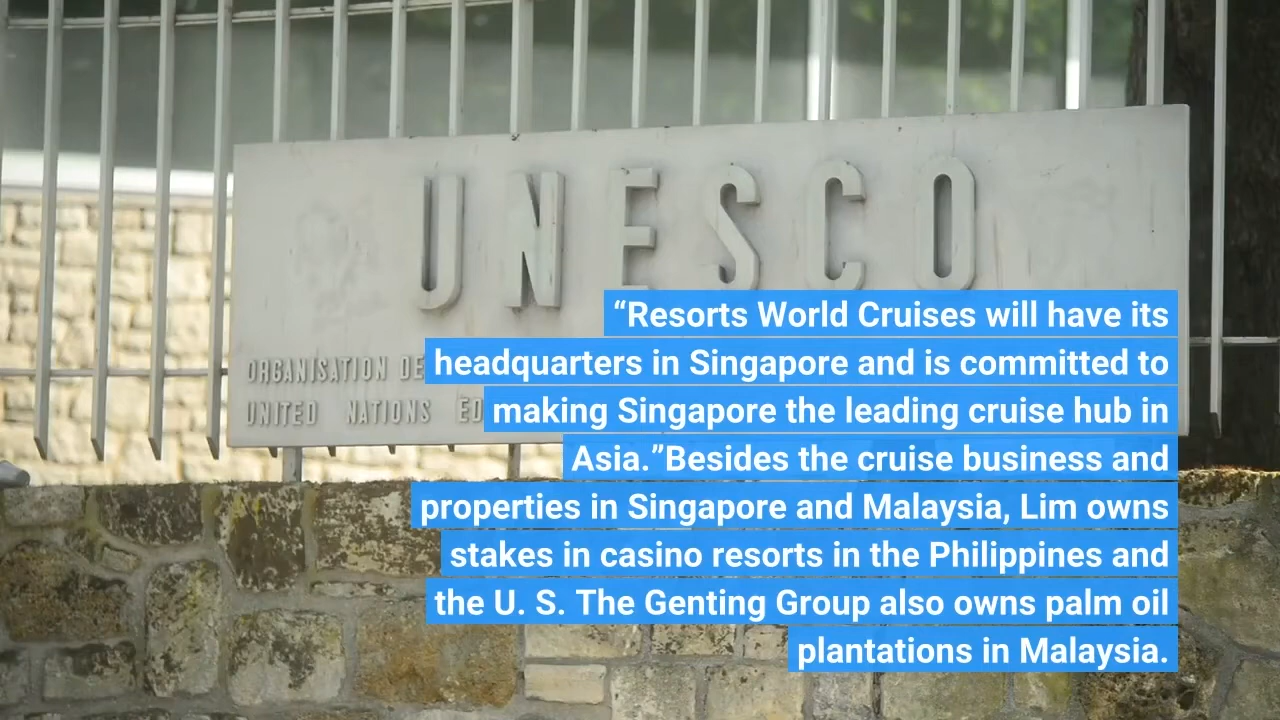 UNESCO
ORGANISATION DE
UNITED NATIONS ED
“Resorts World Cruises will have its
headquarters in Singapore and is committed to
making Singapore the leading cruise hub in
Asia.”Besides the cruise business and
properties in Singapore and Malaysia, Lim owns
stakes in casino resorts in the Philippines and
the U. S. The Genting Group also owns palm oil
plantations in Malaysia.